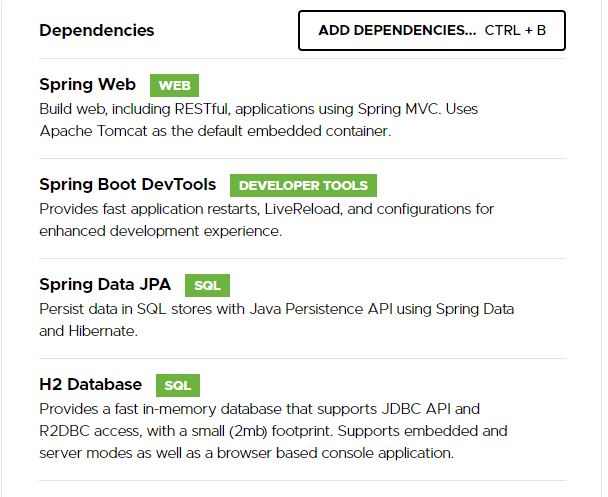 Dependencies ADD DEPENDENCIES... CTRL + B
Spring Web WEB
Build web, including RESTful, applications using Spring MVC. Uses
Apache Tomcat as the default embedded container.
Spring Boot DevTools DEVELOPER TOOLS
Provides fast application restarts, LiveReload, and configurations for
enhanced development experience.
Spring Data JPA SQL
Persist data in SQL stores with Java Persistence API using Spring Data
and Hibernate.
H2 Database SQL
Provides a fast in-memory database that supports JDBC API and
R2DBC access, with a small (2mb) footprint. Supports embedded and
server modes as well as a browser based console application.